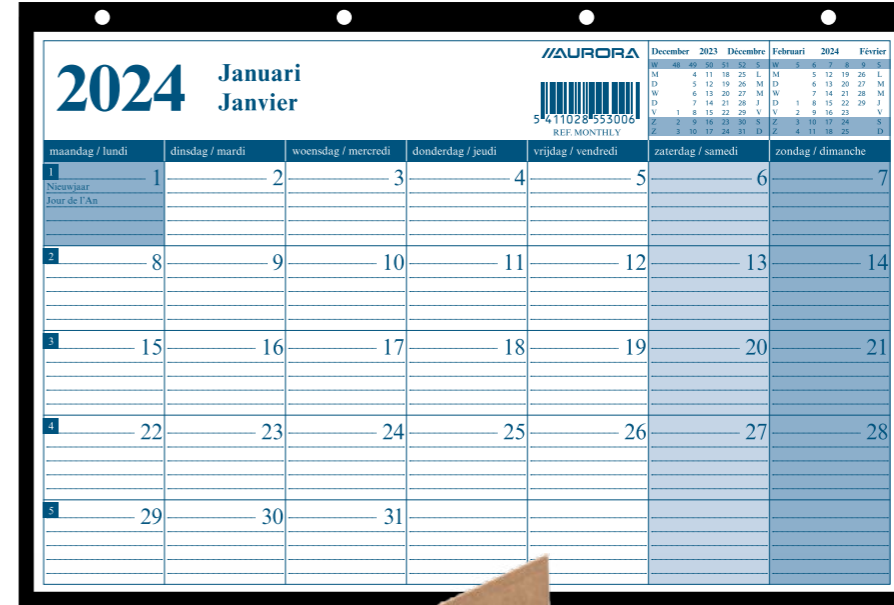 2024
Januari
Janvier
AURORA
5 411028 553006
REF. MONTHLY
December 2023 Décembre
W 48 49 50 51 52 S
M 4 11 18 25 L
D 5 12 19 26 M
W 6 13 20 27 M
D 7 14 21 28 J
V 1 8 15 22 29 V
Z 2 9 16 23 30 S
Z 3 10 17 24 31 D
Februari 2024 Février
W 5 6 7 8 9 S
M 5 12 19 26 L
D 6 13 20 27 M
W 7 14 21 28 M
D 1 8 15 22 29 J
V 2 9 16 23 V
Z 3 10 17 24 S
Z 4 11 18 25 D
maandag / lundi dinsdag / mardi woensdag / mercredi donderdag / jeudi vrijdag / vendredi zaterdag / samedi zondag / dimanche
1 1 2 3 4 5 6 7
Nieuwjaar
Jour de l'An
2 8 9 10 11 12 13 14
3 15 16 17 18 19 20 21
4 22 23 24 25 26 27 28
5 29 30 31